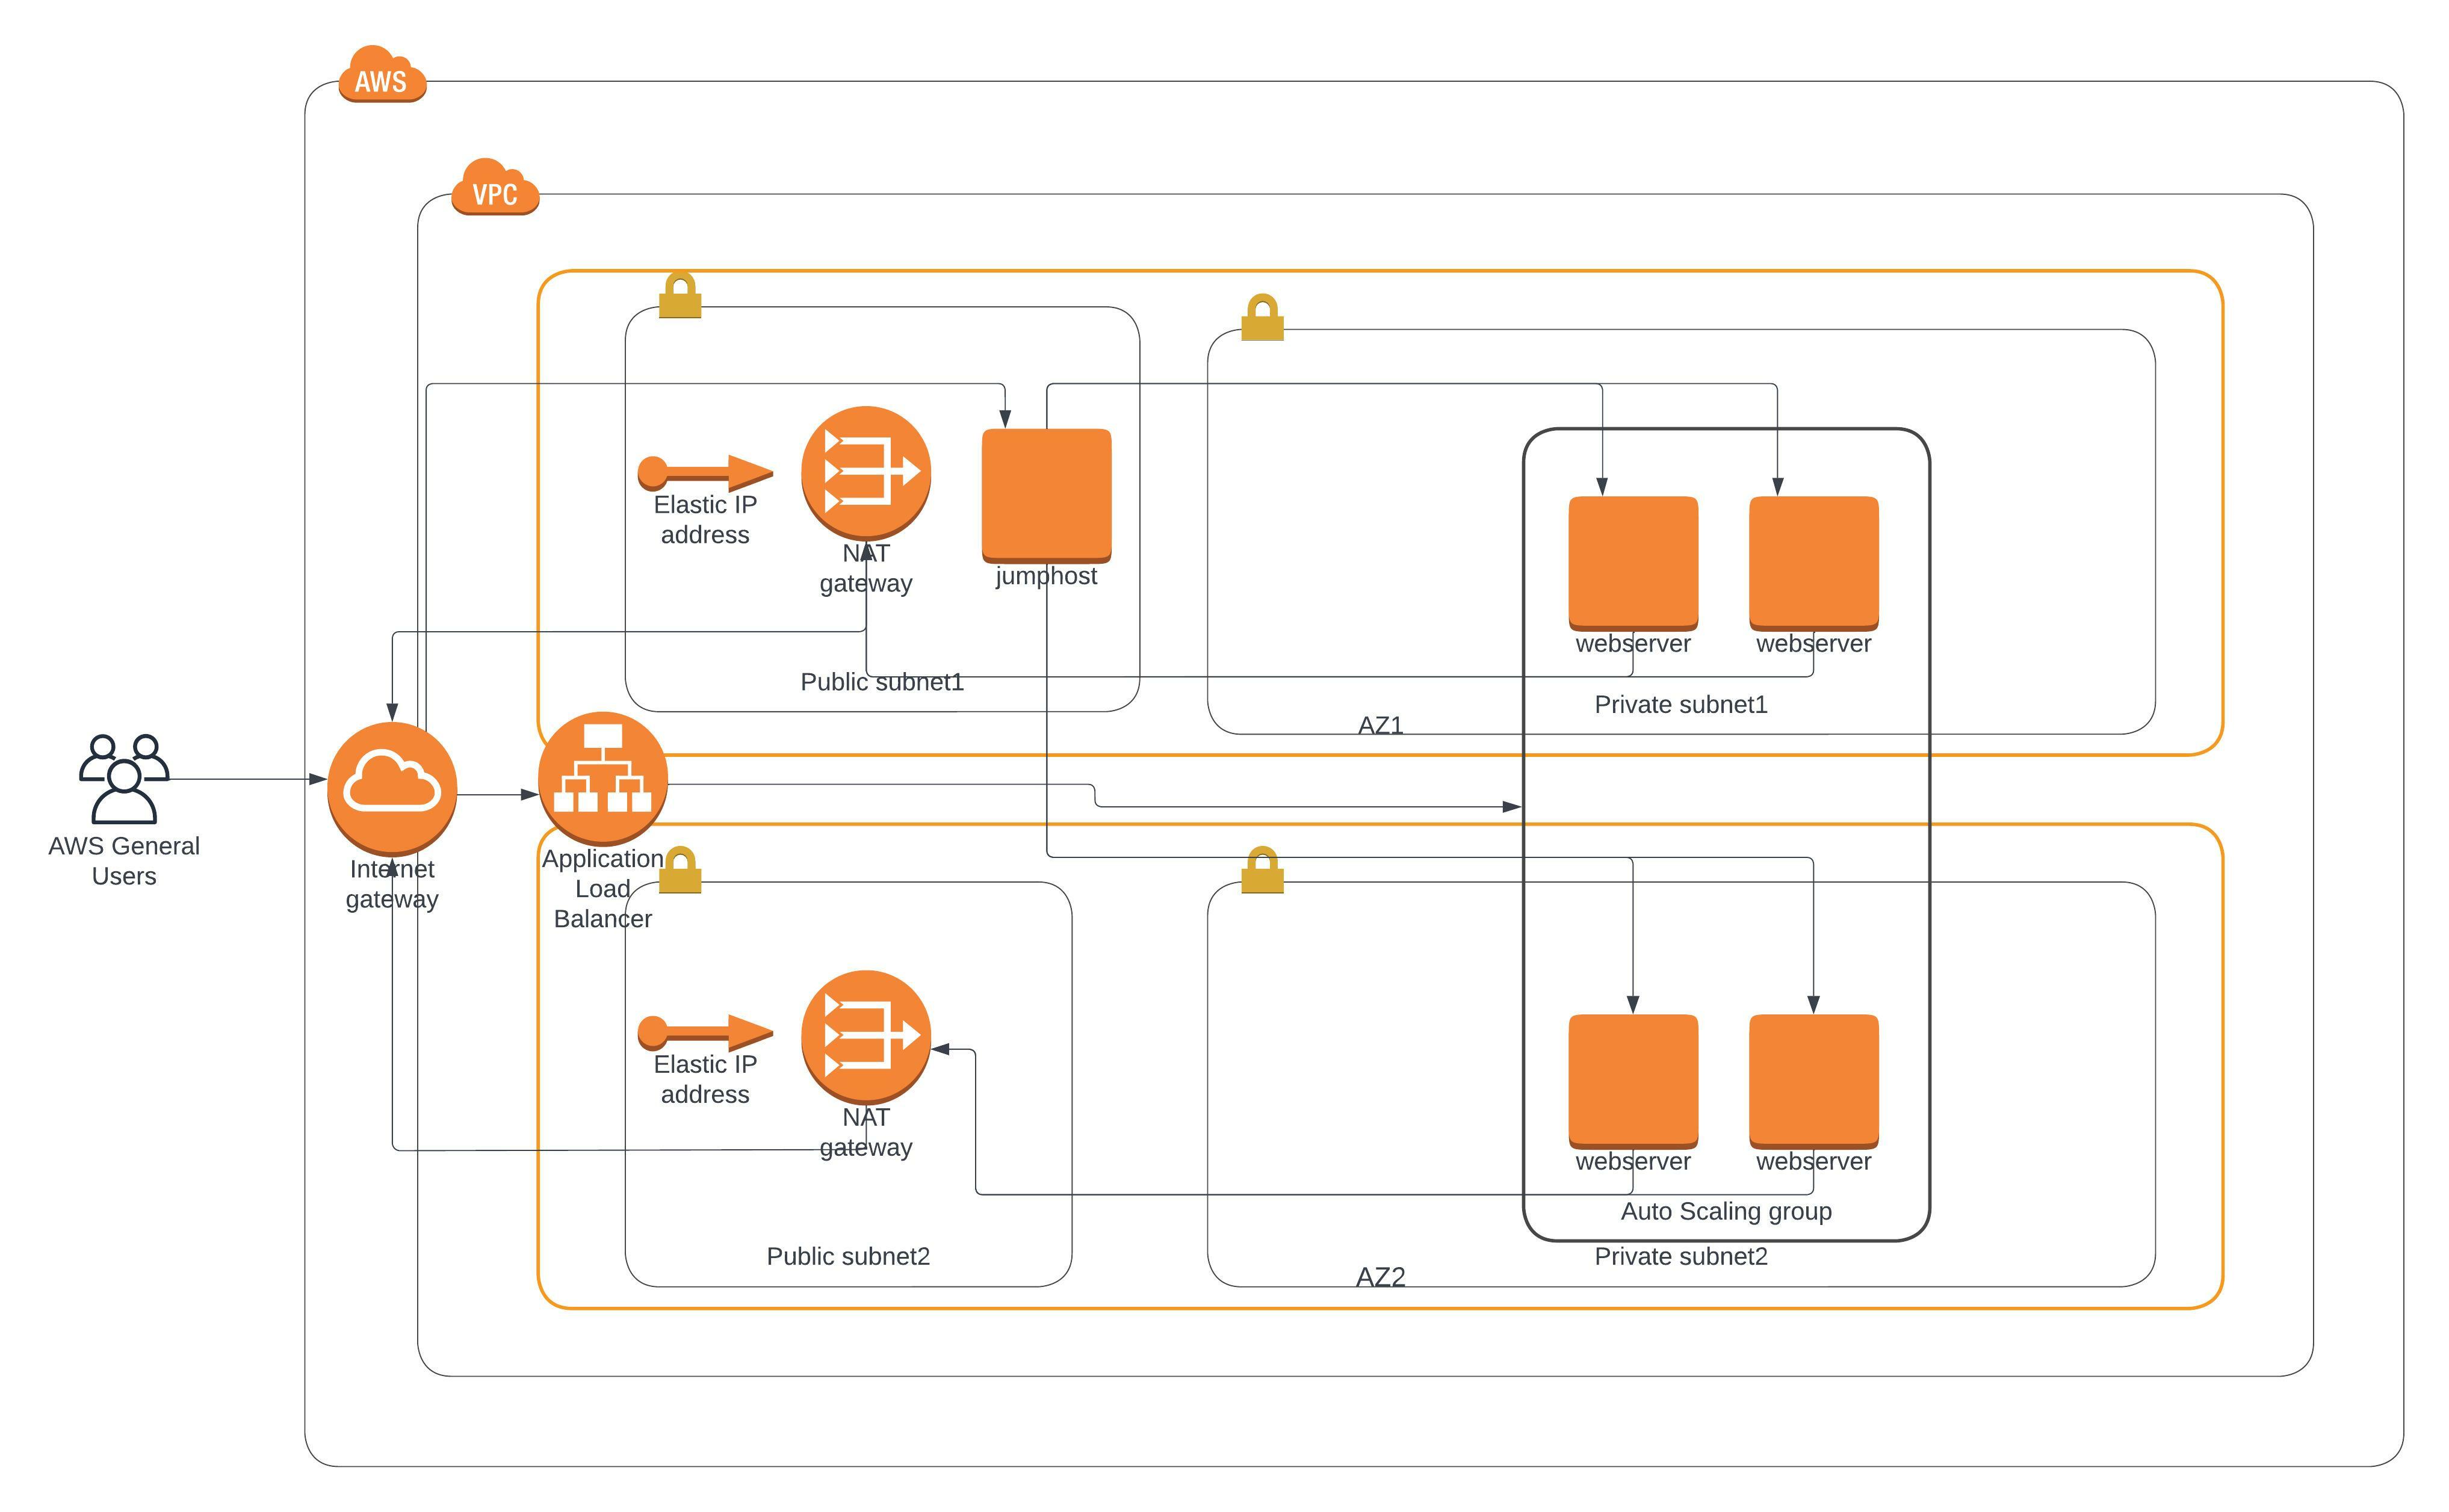 AWS
VPC
Elastic IP
address
NAT
gateway
jumphost
webserver
webserver
Public subnet1
Private subnet1
AZ1
AWS General
Users
Internet
gateway
Application
Load
Balancer
Elastic IP
address
NAT
gateway
webserver
webserver
Auto Scaling group
Public subnet2
Private subnet2
AZ2